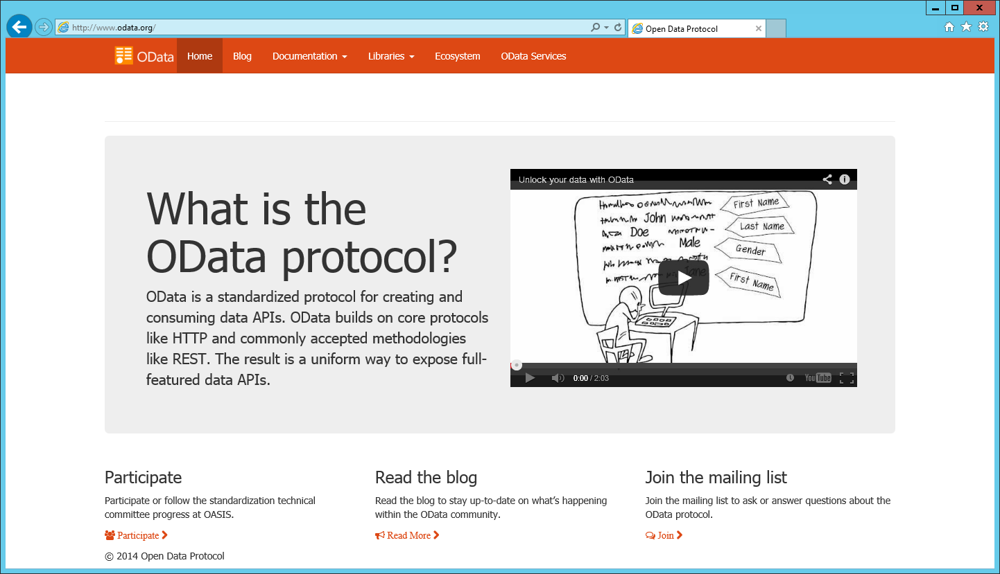 http://www.odata.org/
Open Data Protocol
OData
Home
Blog
Documentation
Libraries
Ecosystem
OData Services
What is the
OData protocol?
OData is a standardized protocol for creating and
consuming data APIs. OData builds on core protocols
like HTTP and commonly accepted methodologies
like REST. The result is a uniform way to expose full-
featured data APIs.
Unlock your data with OData
First Name
John
Last Name
Doe
Male
Gender
Jane
First Name
0:00 / 2:03
YouTube
Participate
Participate or follow the standardization technical
committee progress at OASIS.
Participate
Read the blog
Read the blog to stay up-to-date on what’s happening
within the OData community.
Read More
Join the mailing list
Join the mailing list to ask or answer questions about the
OData protocol.
Join
© 2014 Open Data Protocol